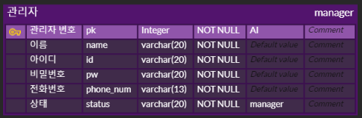 관리자 manager
관리자 번호 pk Integer NOT NULL AI Comment
이름 name varchar(20) NOT NULL Default value Comment
아이디 id varchar(20) NOT NULL Default value Comment
비밀번호 pw varchar(20) NOT NULL Default value Comment
전화번호 phone_num varchar(13) NOT NULL Default value Comment
상태 status varchar(20) NOT NULL manager Comment